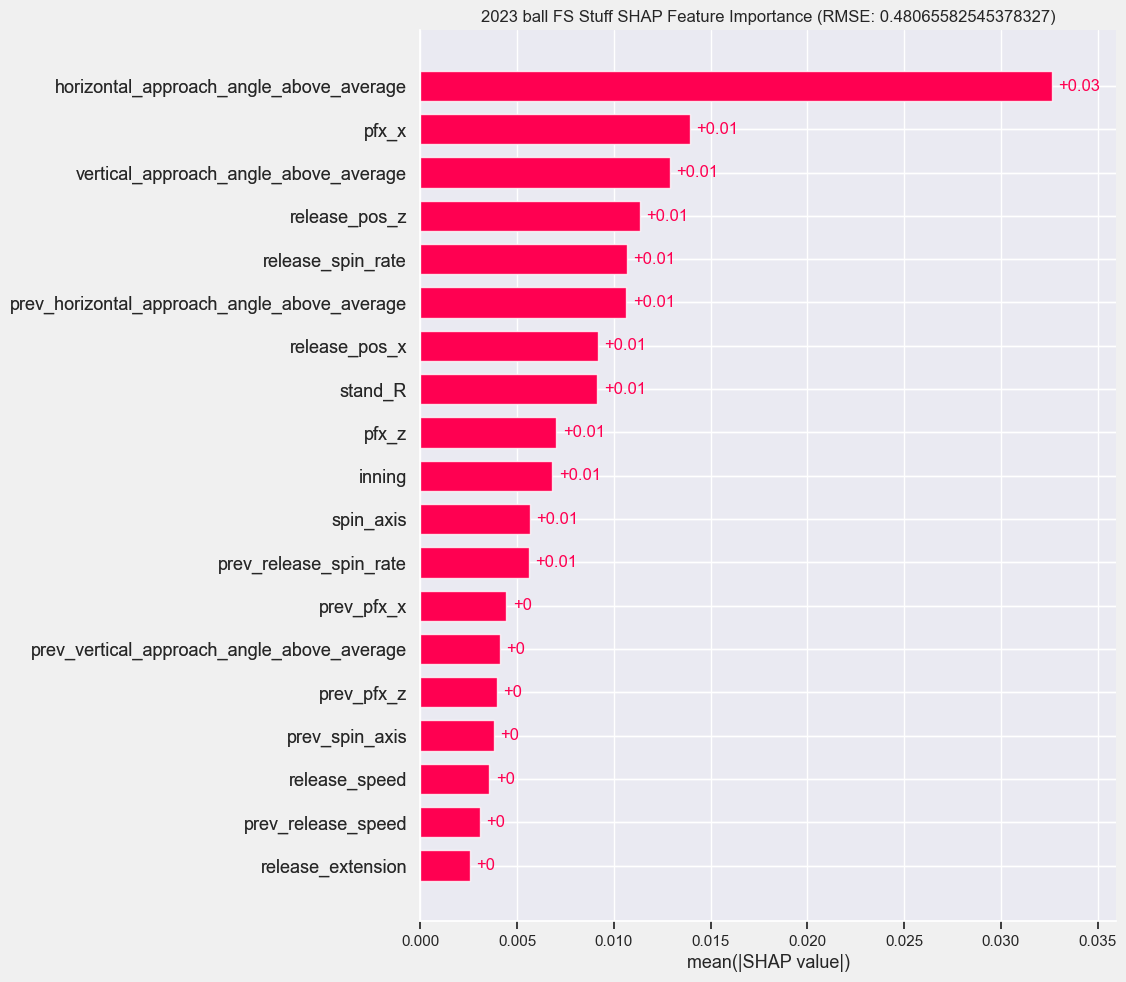 2023 ball FS Stuff SHAP Feature Importance (RMSE: 0.48065582545378327)
horizontal_approach_angle_above_average +0.03
pfx_x +0.01
vertical_approach_angle_above_average +0.01
release_pos_z +0.01
release_spin_rate +0.01
prev_horizontal_approach_angle_above_average +0.01
release_pos_x +0.01
stand_R +0.01
pfx_z +0.01
inning +0.01
spin_axis +0.01
prev_release_spin_rate +0.01
prev_pfx_x +0
prev_vertical_approach_angle_above_average +0
prev_pfx_z +0
prev_spin_axis +0
release_speed +0
prev_release_speed +0
release_extension +0
0.000 0.005 0.010 0.015 0.020 0.025 0.030 0.035
mean(|SHAP value|)